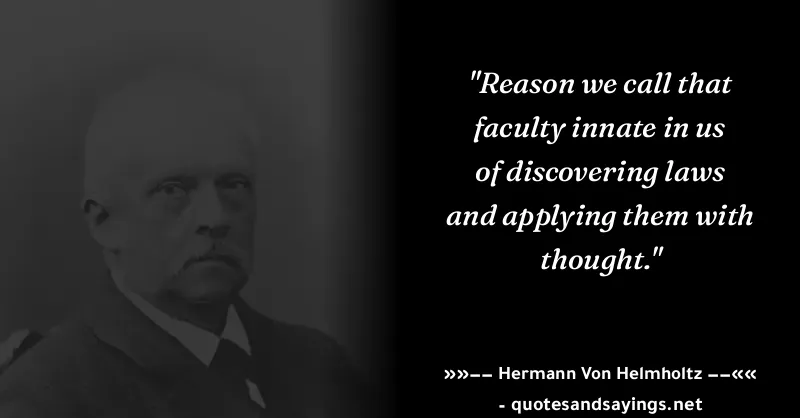 "Reason we call that
faculty innate in us
of discovering laws
and applying them with
thought."
»»–– Hermann Von Helmholtz ––««
- quotesandsayings.net